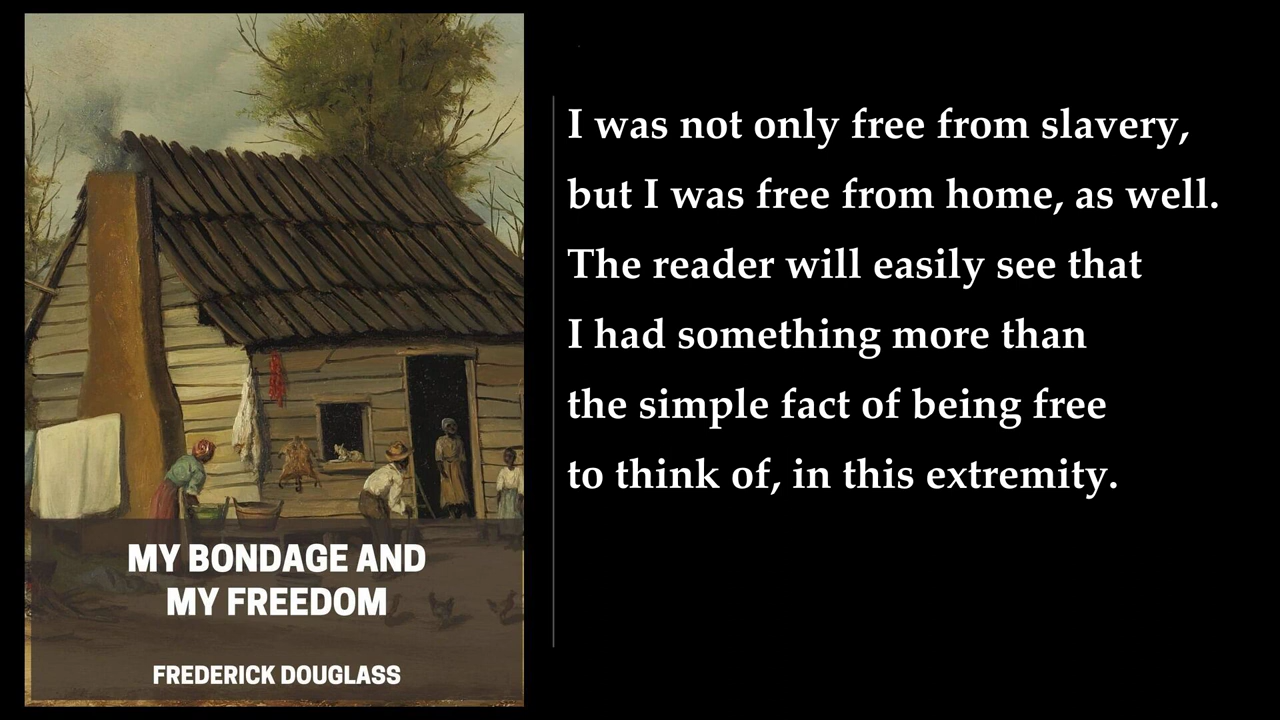 MY BONDAGE AND
MY FREEDOM
FREDERICK DOUGLASS
I was not only free from slavery,
but I was free from home, as well.
The reader will easily see that
I had something more than
the simple fact of being free
to think of, in this extremity.